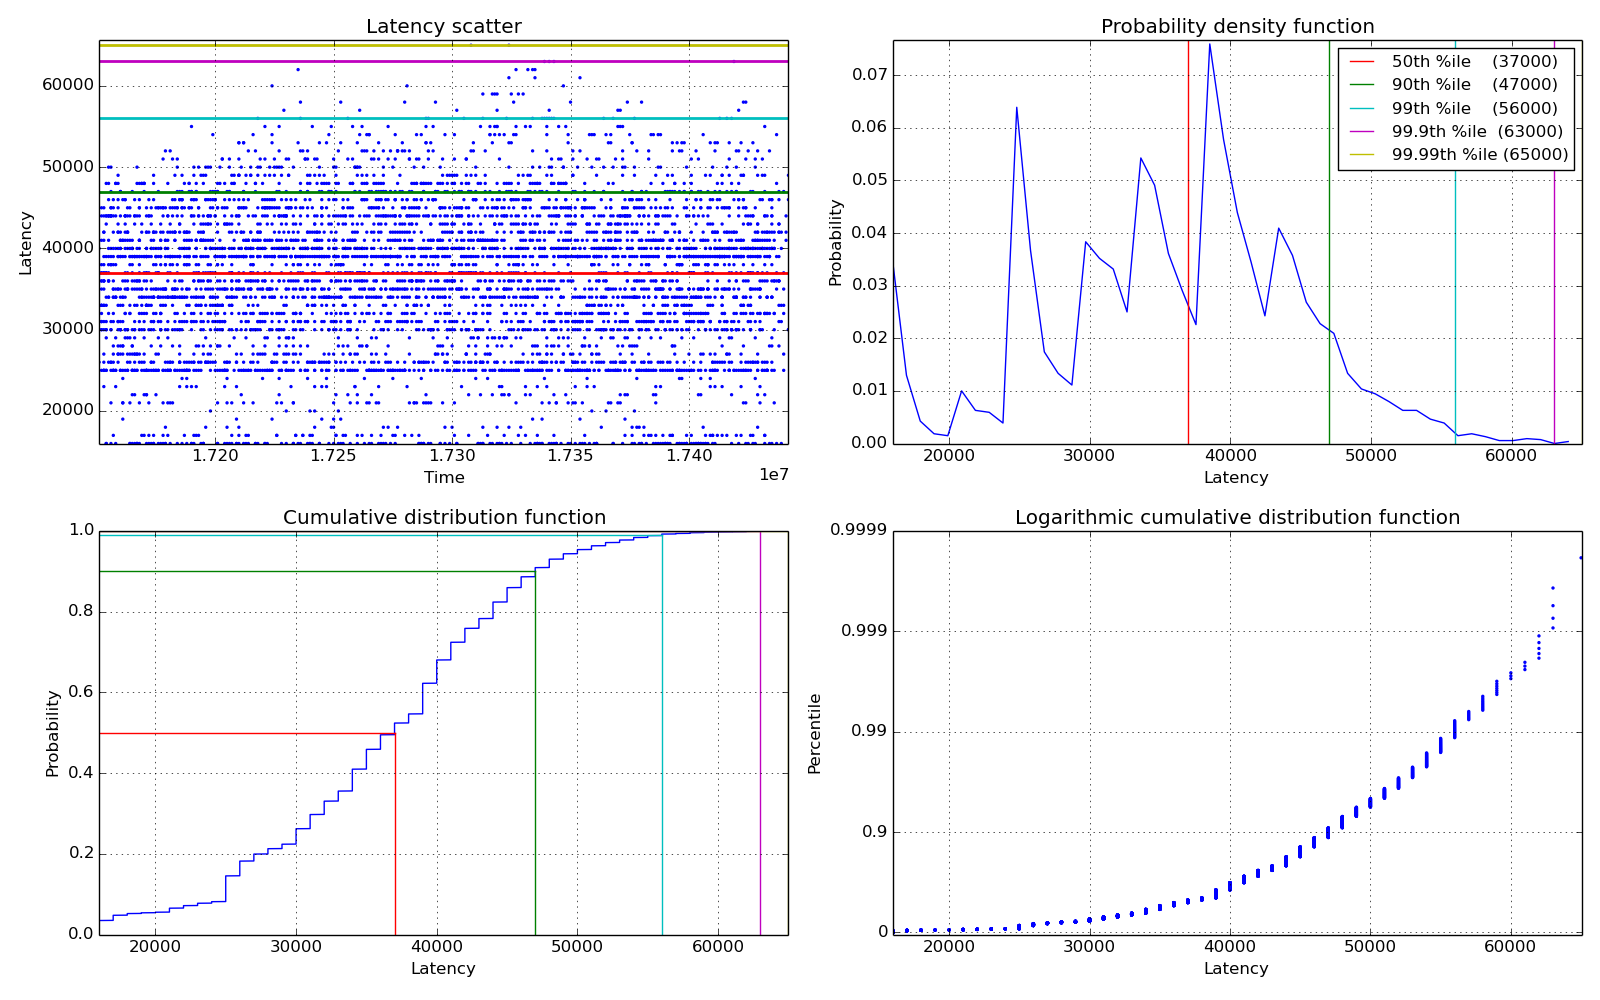 Latency scatter
Latency
60000
50000
40000
30000
20000
1.720
1.725
1.730
1.735
1.740
1e7
Time
Probability density function
Probability
0.07
0.06
0.05
0.04
0.03
0.02
0.01
0.00
50th %ile (37000)
90th %ile (47000)
99th %ile (56000)
99.9th %ile (63000)
99.99th %ile (65000)
20000
30000
40000
50000
60000
Latency
Cumulative distribution function
Probability
1.0
0.8
0.6
0.4
0.2
0.0
20000
30000
40000
50000
60000
Latency
Logarithmic cumulative distribution function
Percentile
0.9999
0.999
0.99
0.9
0
20000
30000
40000
50000
60000
Latency